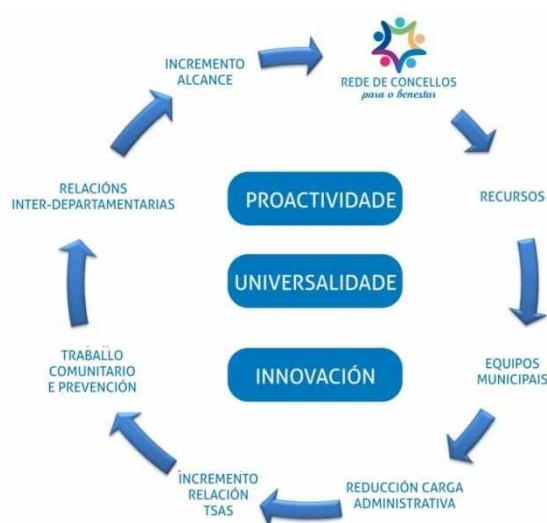 INCREMENTO
ALCANCE
REDE DE CONCELLOS
para o benestar
RECURSOS
EQUIPOS
MUNICIPAIS
REDUCCIÓN CARGA
ADMINISTRATIVA
INCREMENTO
RELACIÓN
TSAS
TRABALLO
COMUNITARIO
E PREVENCIÓN
RELACIÓNS
INTER-DEPARTAMENTARIAS
PROACTIVIDADE
UNIVERSALIDADE
INNOVACIÓN